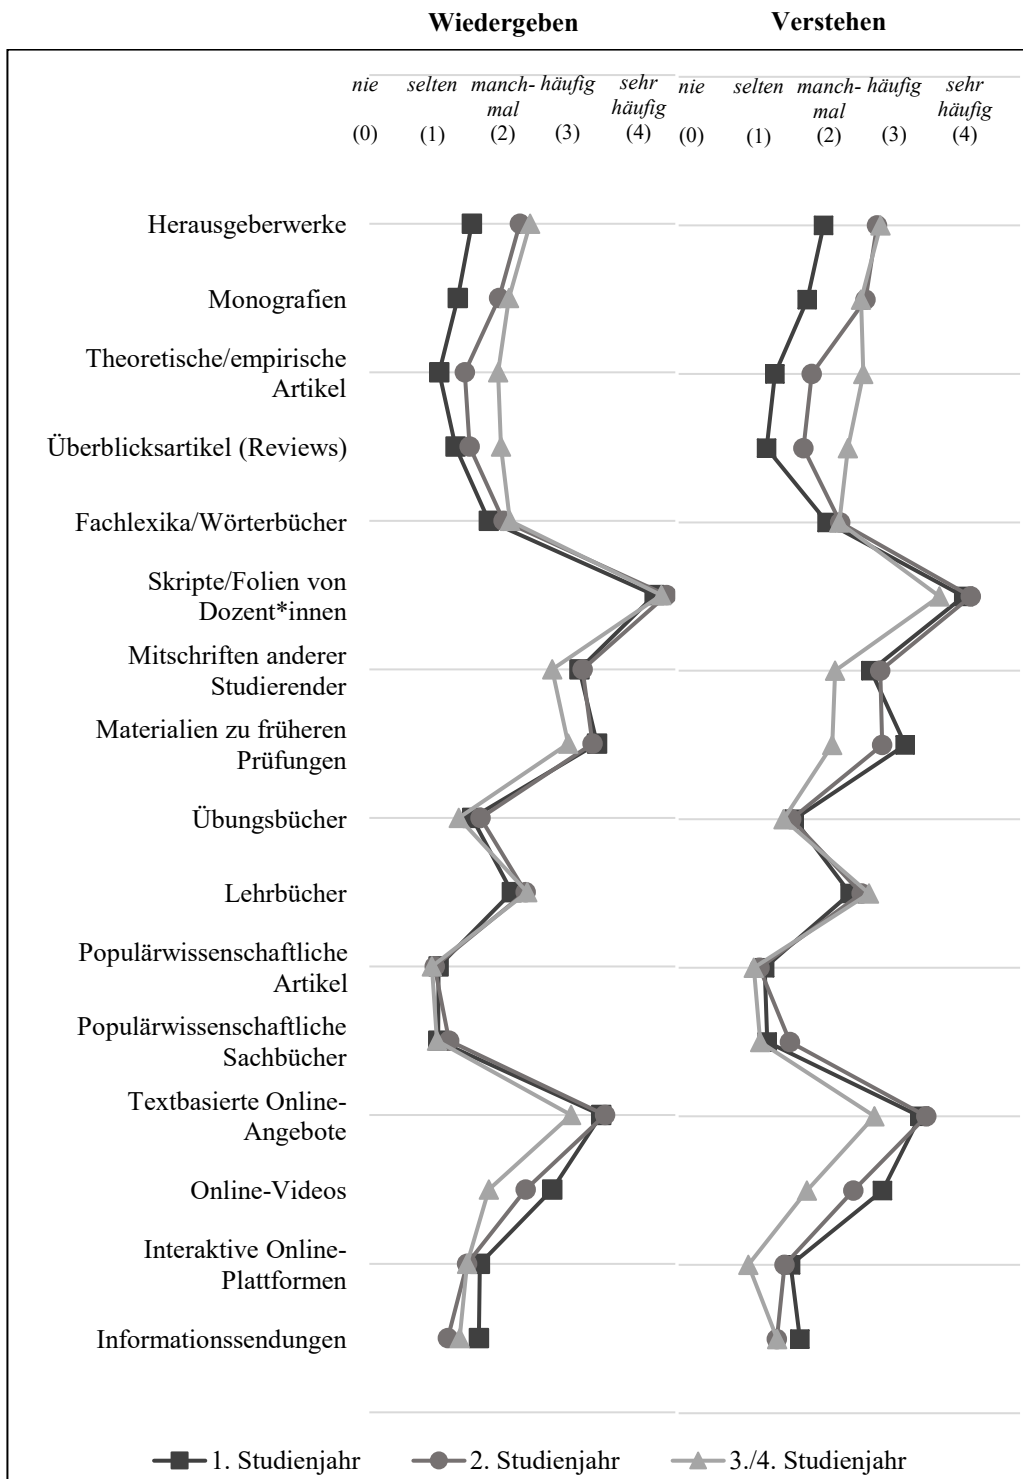 Wiedergeben Verstehen
nie selten manch- häufig sehr nie selten manch- häufig sehr
mal häufig mal häufig
(0) (1) (2) (3) (4) (0) (1) (2) (3) (4)
Herausgeberwerke
Monografien
Theoretische/empirische
Artikel
Überblicksartikel (Reviews)
Fachlexika/Wörterbücher
Skripte/Folien von
Dozent*innen
Mitschriften anderer
Studierender
Materialien zu früheren
Prüfungen
Übungsbücher
Lehrbücher
Populärwissenschaftliche
Artikel
Populärwissenschaftliche
Sachbücher
Textbasierte Online-
Angebote
Online-Videos
Interaktive Online-
Plattformen
Informationssendungen
1. Studienjahr 2. Studienjahr 3./4. Studienjahr